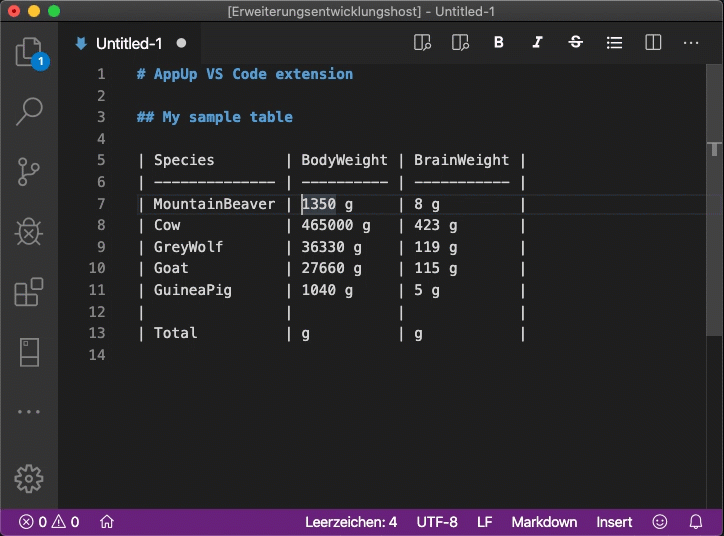 [Erweiterungsentwicklungshost] - Untitled-1
Untitled-1
B I S
1
1 # AppUp VS Code extension
2
3 ## My sample table
4
5 | Species | BodyWeight | BrainWeight |
6 | -------------- | ---------- | ----------- |
7 | MountainBeaver | 1350 g | 8 g |
8 | Cow | 465000 g | 423 g |
9 | GreyWolf | 36330 g | 119 g |
10 | Goat | 27660 g | 115 g |
11 | GuineaPig | 1040 g | 5 g |
12 | | | |
13 | Total | g | g |
14
0 0 Leerzeichen: 4 UTF-8 LF Markdown Insert